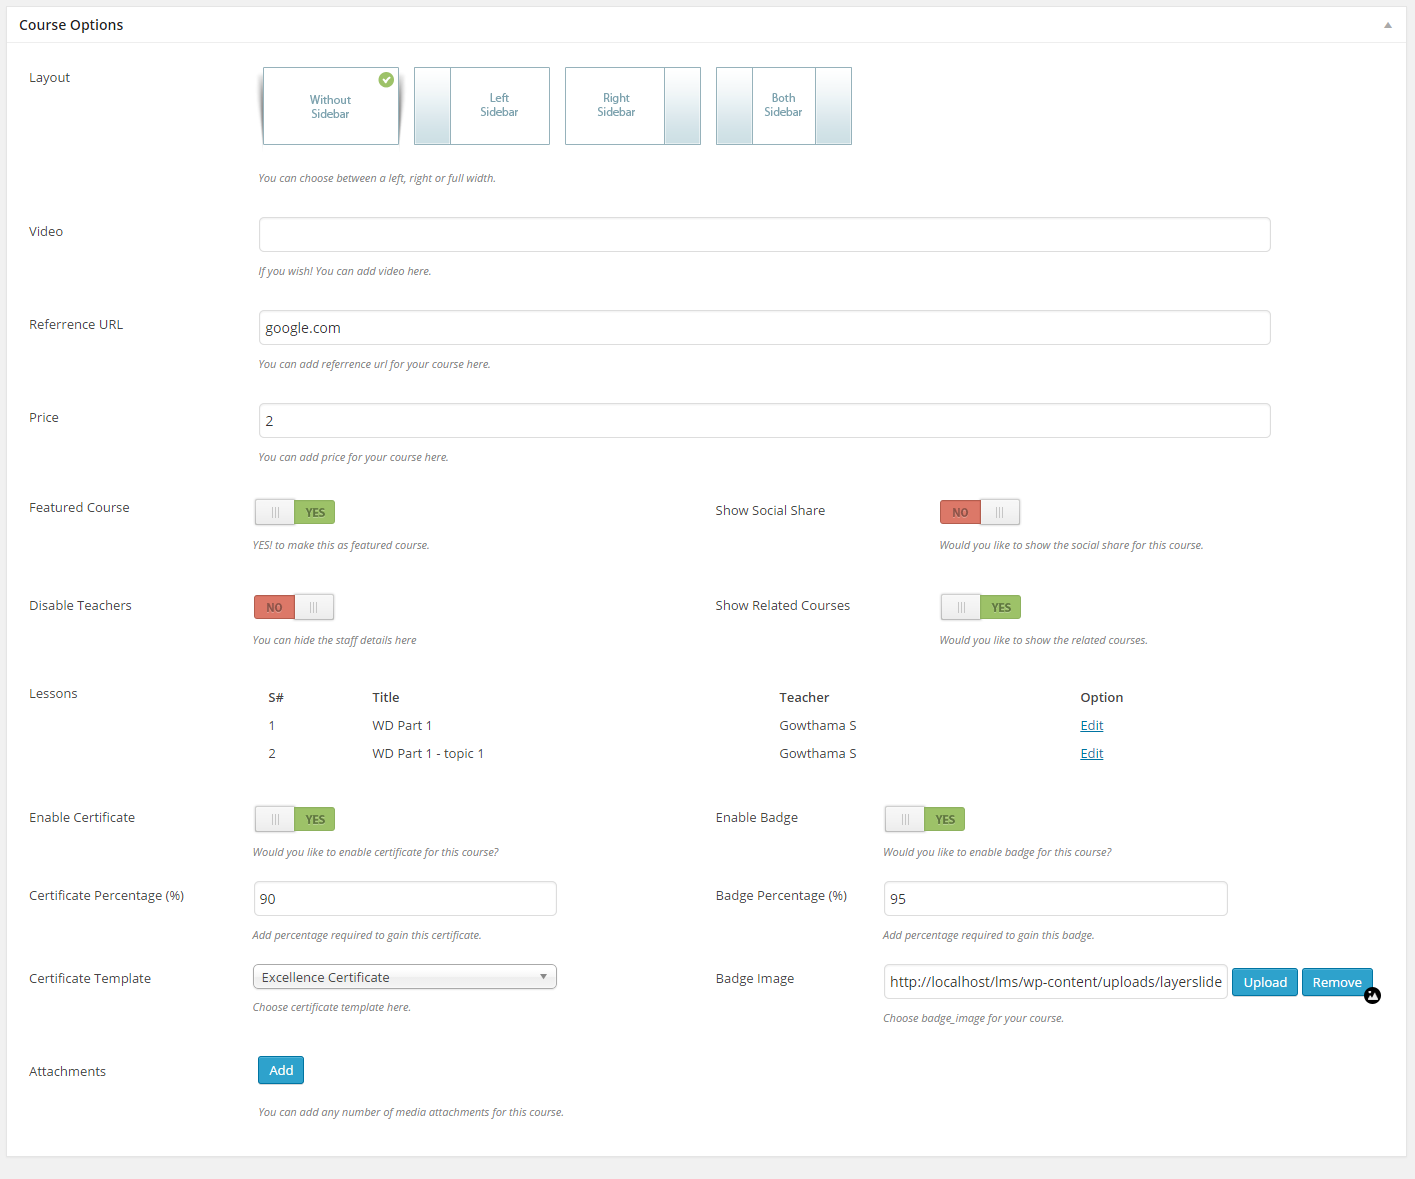 Course Options
Layout
Without
Sidebar
Left
Sidebar
Right
Sidebar
Both
Sidebar
You can choose between a left, right or full width.
Video
If you wish! You can add video here.
Referrence URL
google.com
You can add referrence url for your course here.
Price
2
You can add price for your course here.
Featured Course
YES
YES! to make this as featured course.
Show Social Share
NO
Would you like to show the social share for this course.
Disable Teachers
NO
You can hide the staff details here
Show Related Courses
YES
Would you like to show the related courses.
Lessons
S# Title Teacher Option
1 WD Part 1 Gowthama S Edit
2 WD Part 1 - topic 1 Gowthama S Edit
Enable Certificate
YES
Would you like to enable certificate for this course?
Enable Badge
YES
Would you like to enable badge for this course?
Certificate Percentage (%)
90
Add percentage required to gain this certificate.
Badge Percentage (%)
95
Add percentage required to gain this badge.
Certificate Template
Excellence Certificate
Choose certificate template here.
Badge Image
http://localhost/lms/wp-content/uploads/layerslide
Upload
Remove
Choose badge_image for your course.
Attachments
Add
You can add any number of media attachments for this course.